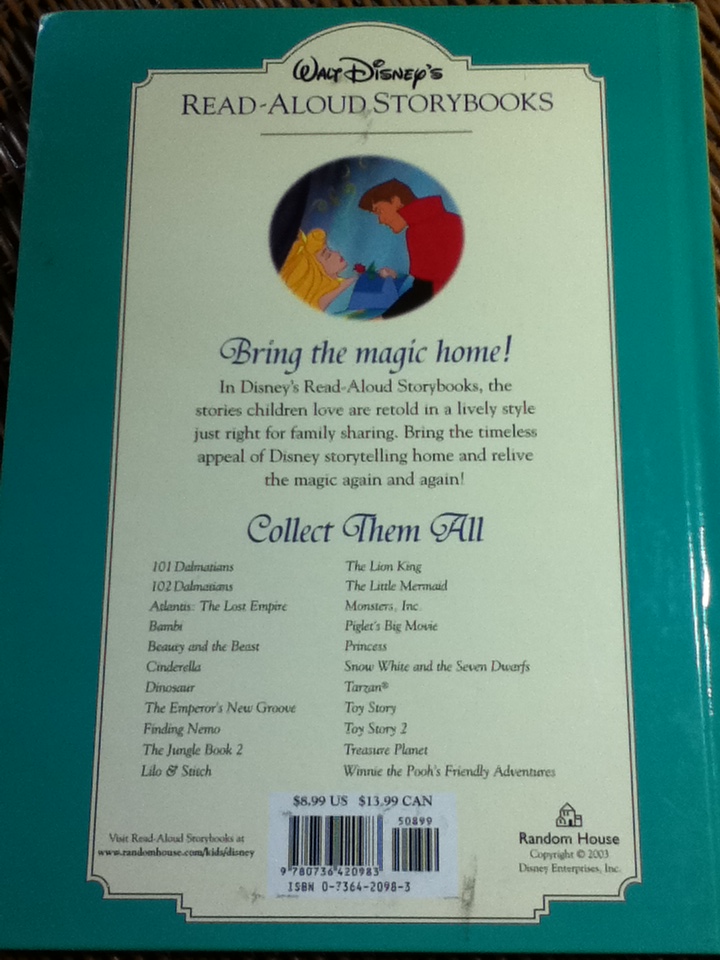 WALT DISNEY'S
READ-ALOUD STORYBOOKS
Bring the magic home!
In Disney's Read-Aloud Storybooks, the
stories children love are retold in a lively style
just right for family sharing. Bring the timeless
appeal of Disney storytelling home and relive
the magic again and again!
Collect Them All
101 Dalmatians
102 Dalmatians
Atlantis: The Lost Empire
Bambi
Beauty and the Beast
Cinderella
Dinosaur
The Emperor's New Groove
Finding Nemo
The Jungle Book 2
Lilo & Stitch
The Lion King
The Little Mermaid
Monsters, Inc.
Piglet's Big Movie
Princess
Snow White and the Seven Dwarfs
Tarzan®
Toy Story
Toy Story 2
Treasure Planet
Winnie the Pooh's Friendly Adventures
Visit Read-Aloud Storybooks at
www.randomhouse.com/kids/disney
$8.99 US $13.99 CAN
50899
9 780736 420983
ISBN 0-7364-2098-3
Random House
Copyright © 2003
Disney Enterprises, Inc.